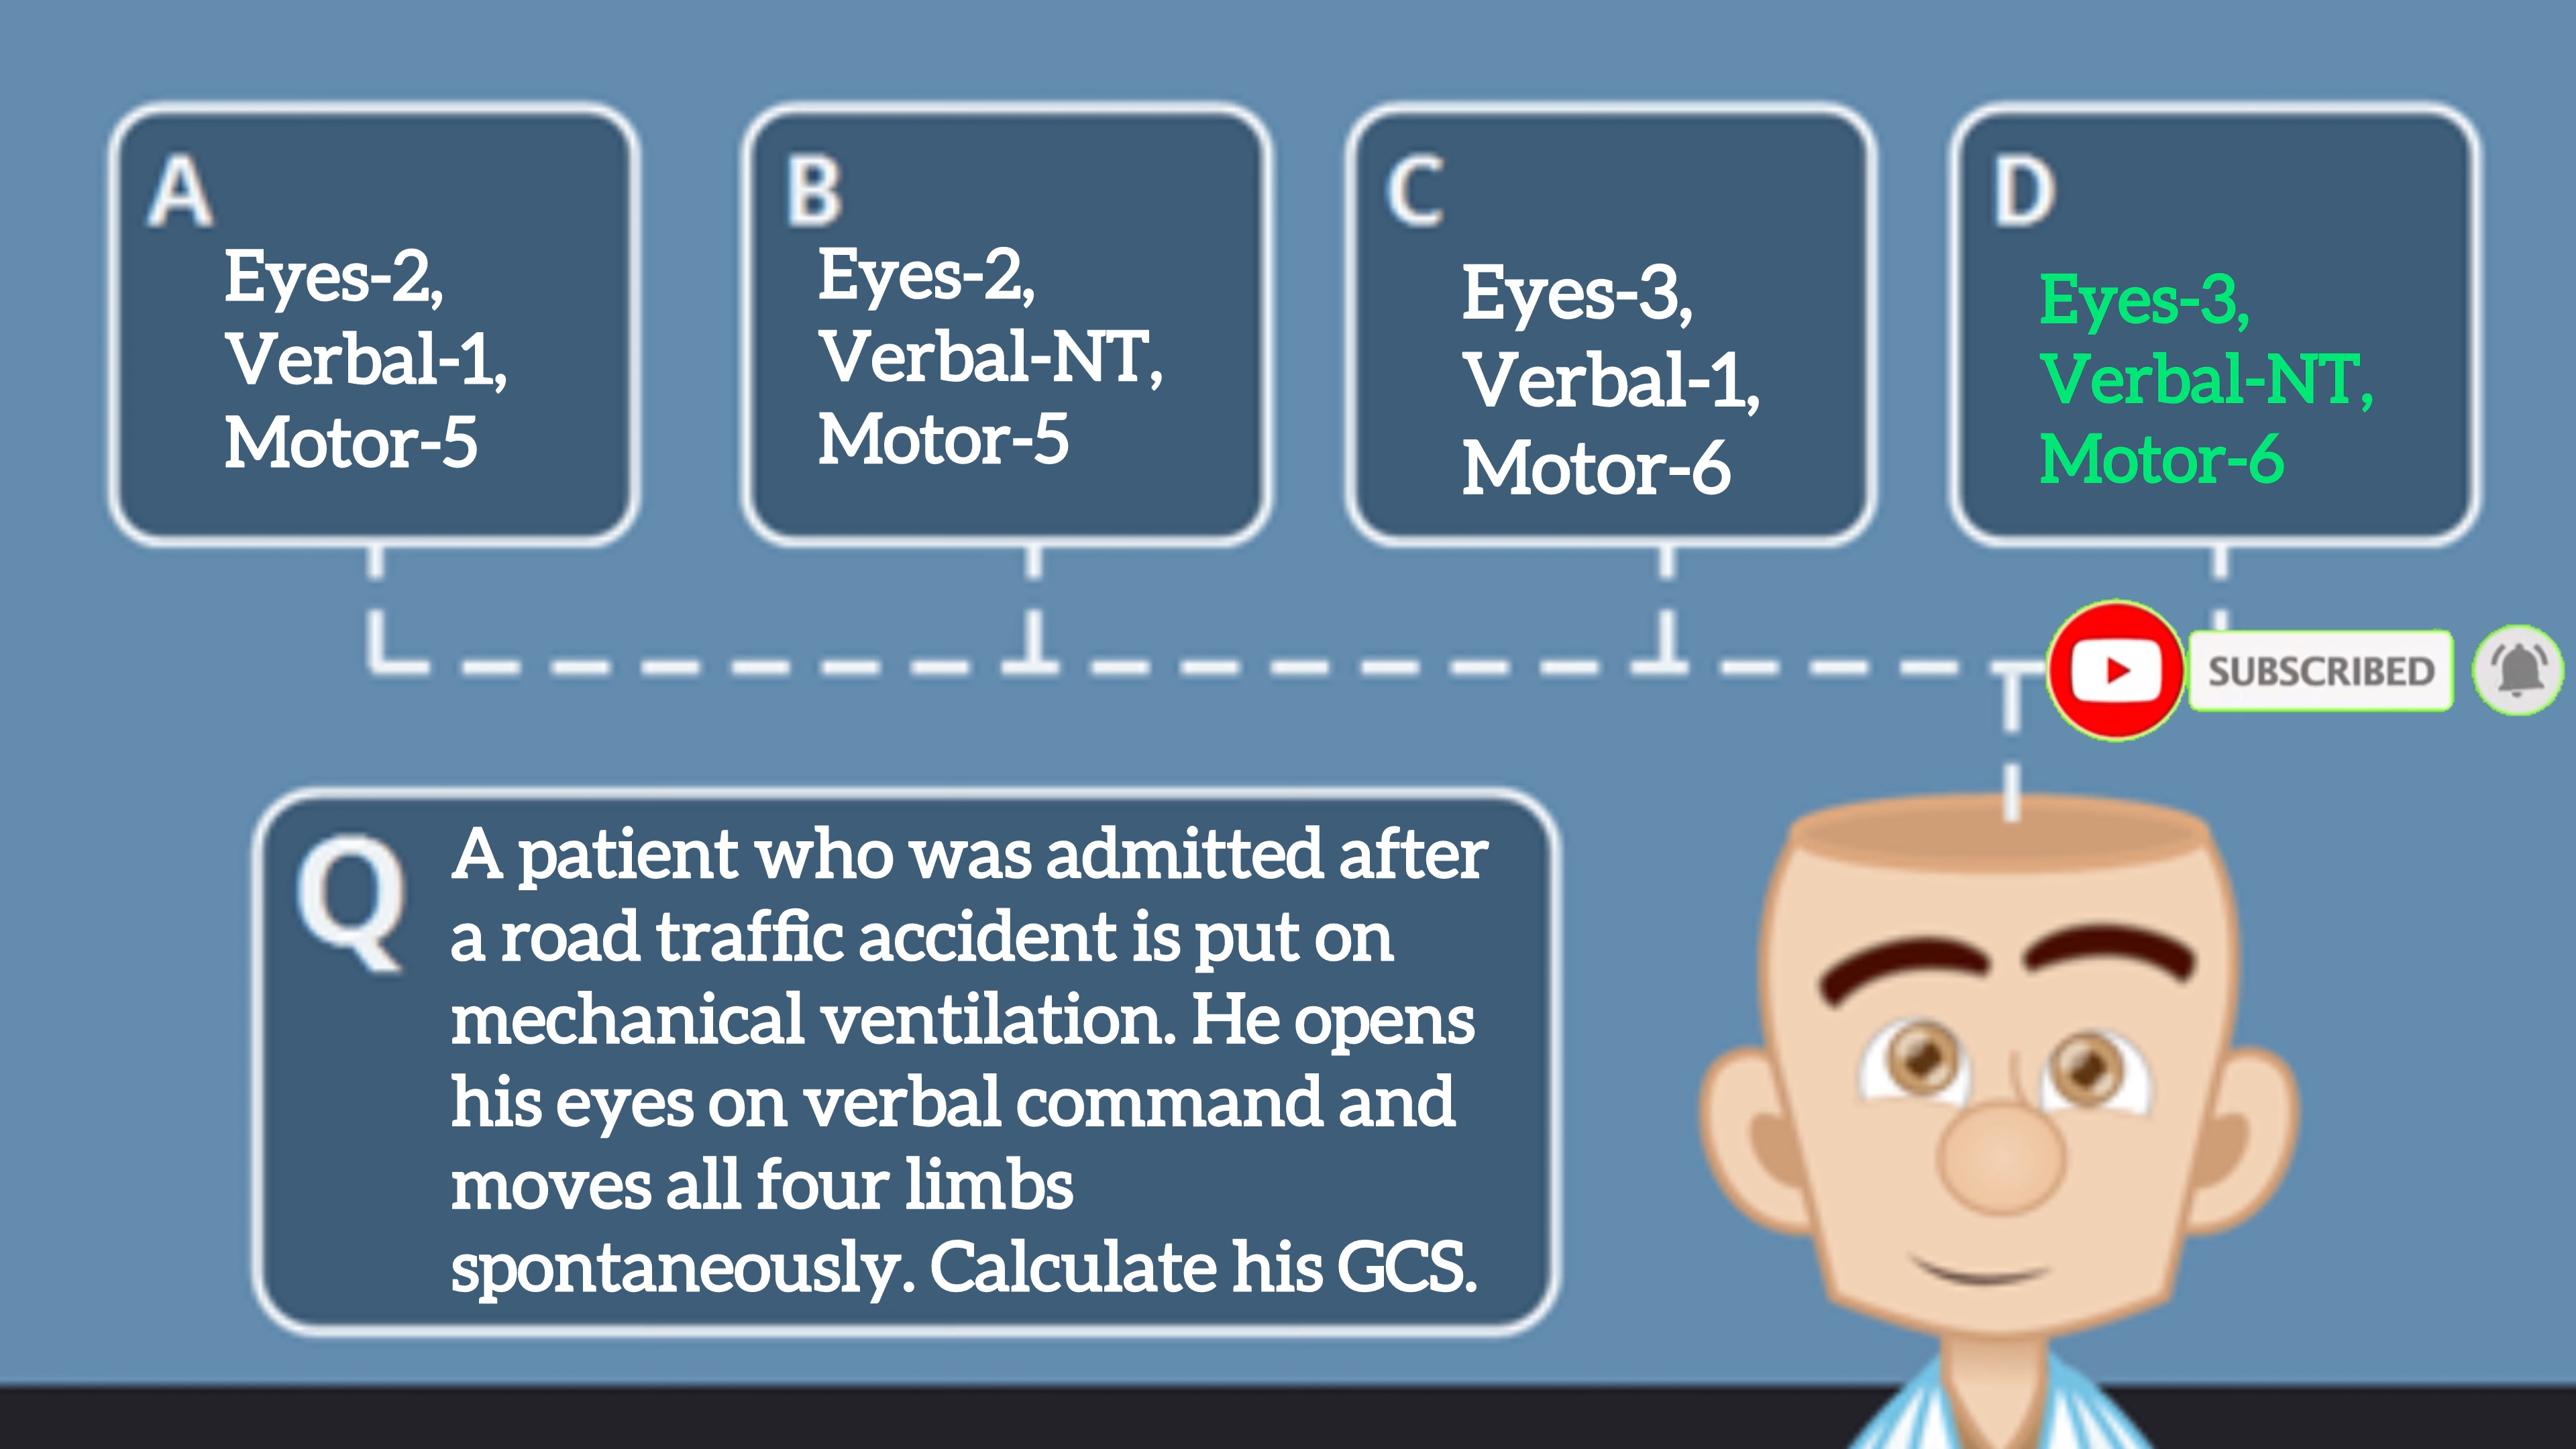 A
Eyes-2,
Verbal-1,
Motor-5
B
Eyes-2,
Verbal-NT,
Motor-5
C
Eyes-3,
Verbal-1,
Motor-6
D
Eyes-3,
Verbal-NT,
Motor-6
SUBSCRIBED
Q
A patient who was admitted after
a road traffic accident is put on
mechanical ventilation. He opens
his eyes on verbal command and
moves all four limbs
spontaneously. Calculate his GCS.